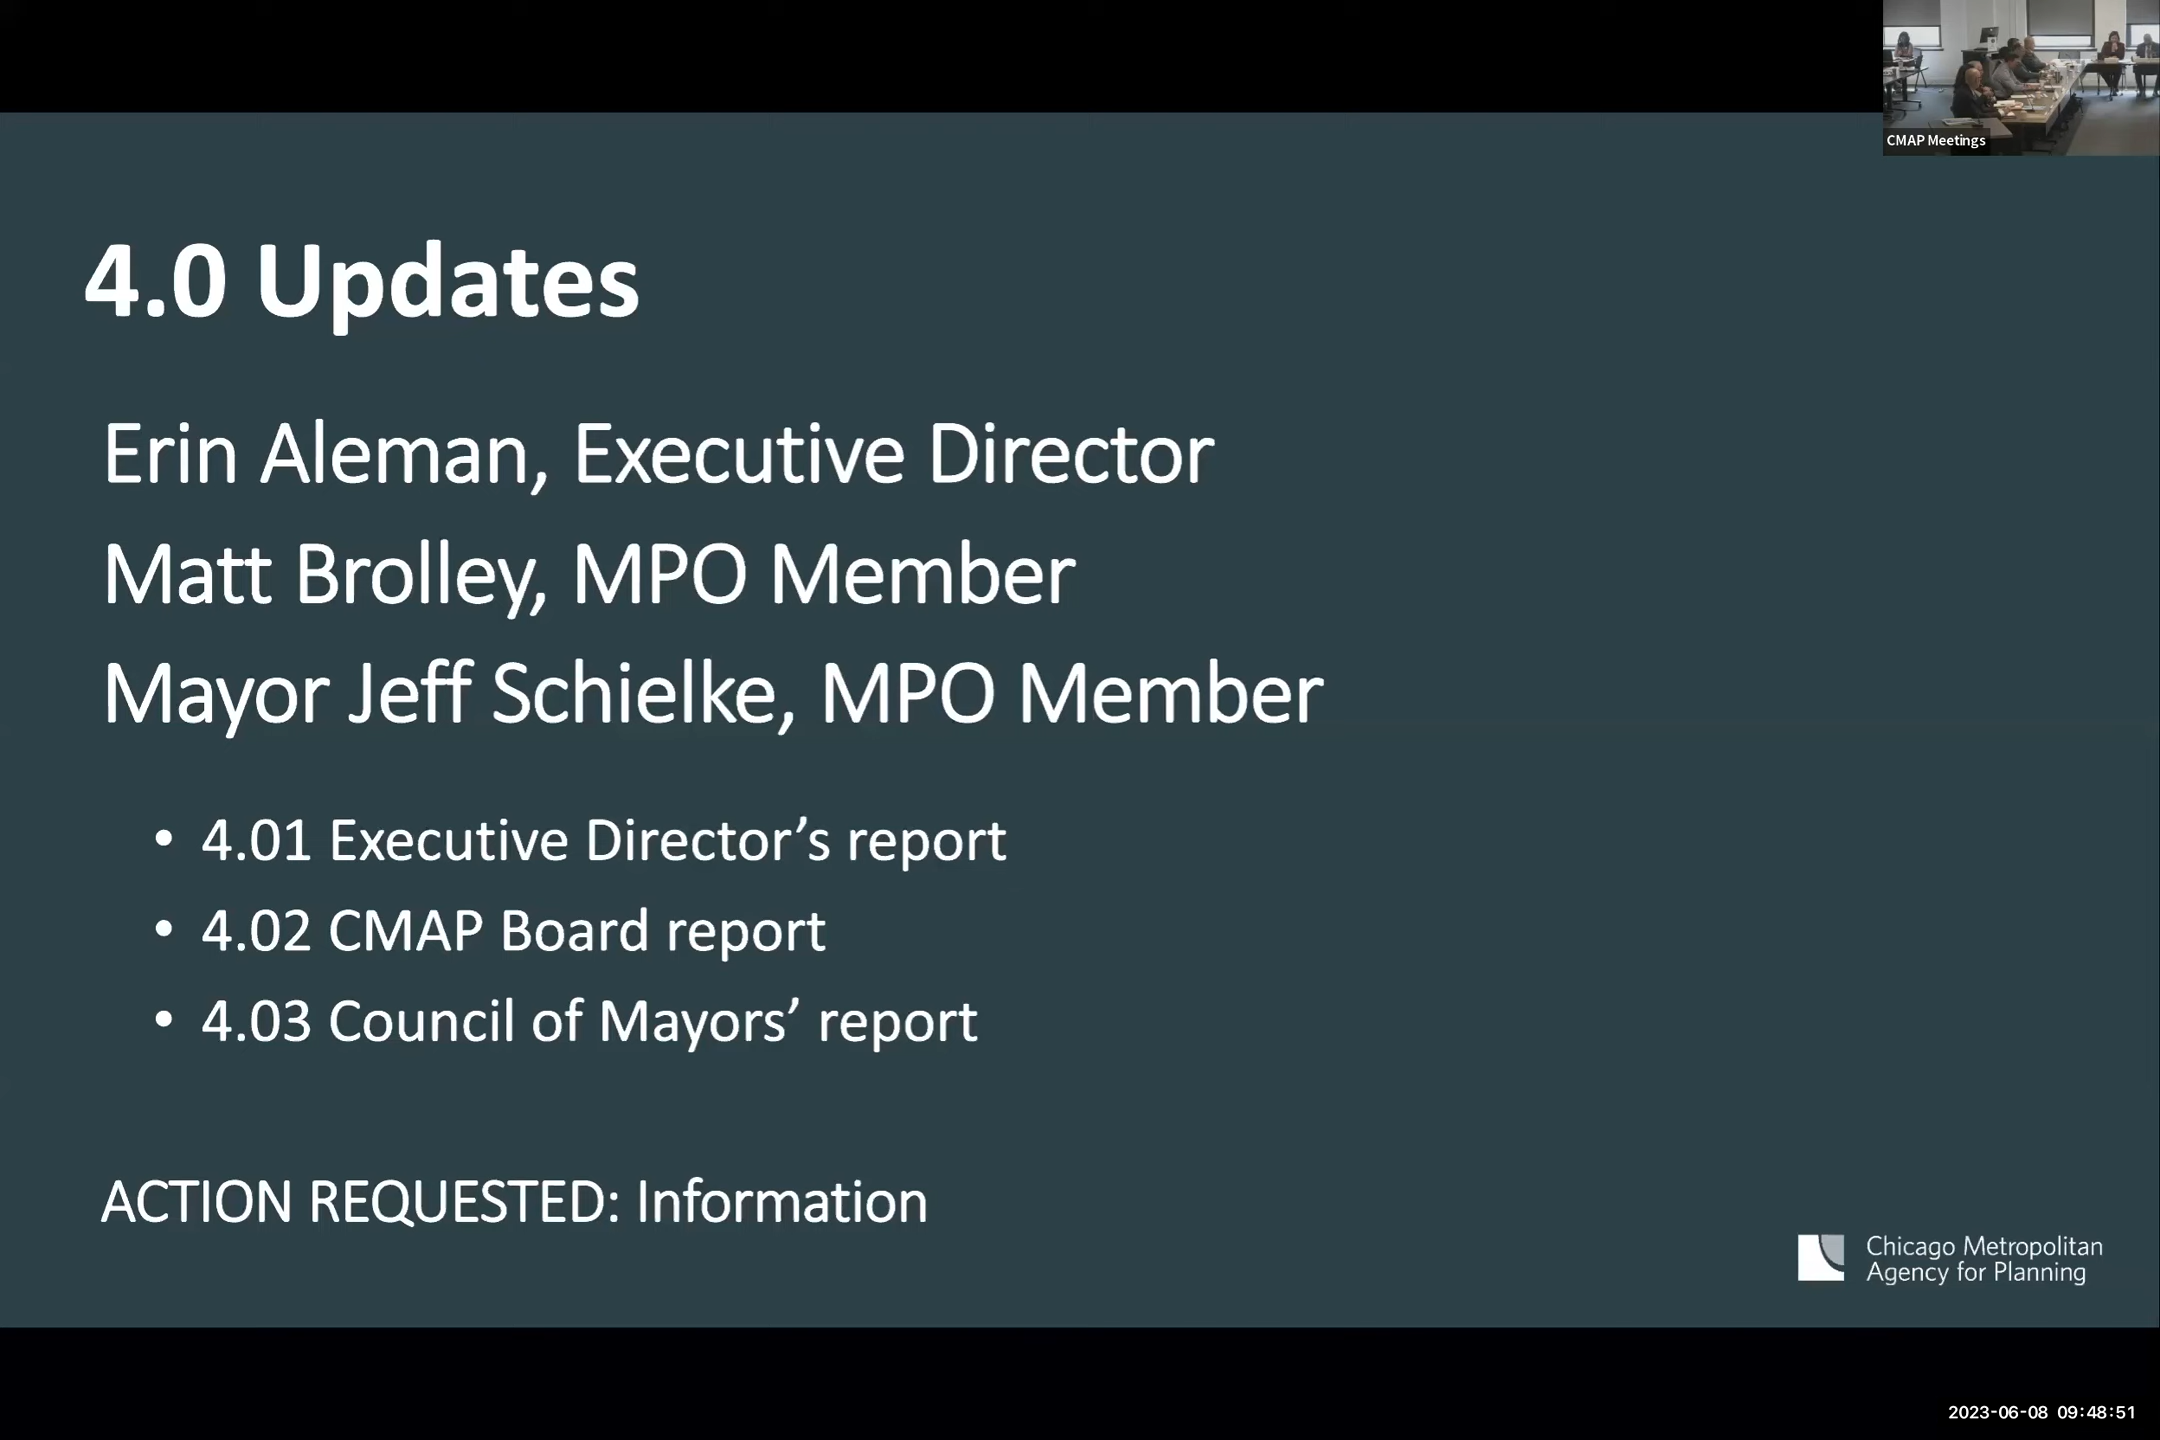 CMAP Meetings
4.0 Updates
Erin Aleman, Executive Director
Matt Brolley, MPO Member
Mayor Jeff Schielke, MPO Member
• 4.01 Executive Director’s report
• 4.02 CMAP Board report
• 4.03 Council of Mayors’ report
ACTION REQUESTED: Information
Chicago Metropolitan
Agency for Planning
2023-06-08 09:48:51